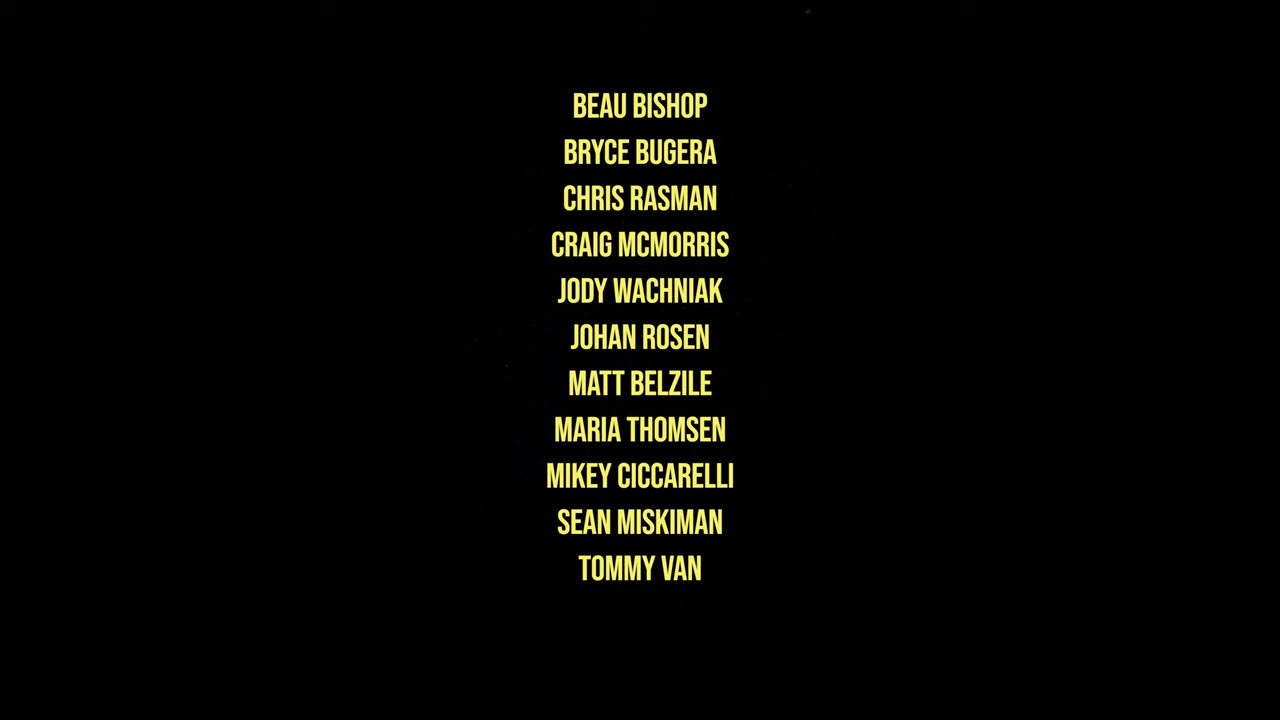 BEAU BISHOP
BRYCE BUGERA
CHRIS RASMAN
CRAIG MCMORRIS
JODY WACHNIAK
JOHAN ROSEN
MATT BELZILE
MARIA THOMSEN
MIKEY CICCARELLI
SEAN MISKIMAN
TOMMY VAN